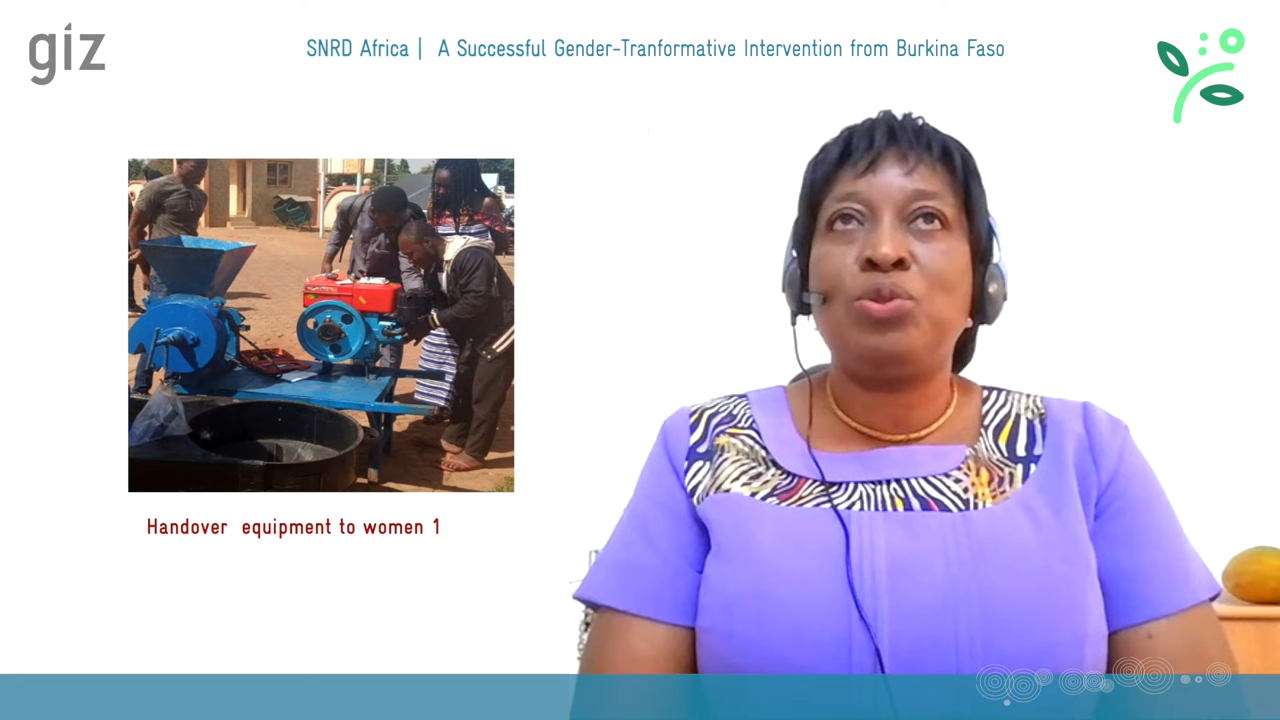 giz
SNRD Africa | A Successful Gender-Tranformative Intervention from Burkina Faso
Handover equipment to women 1